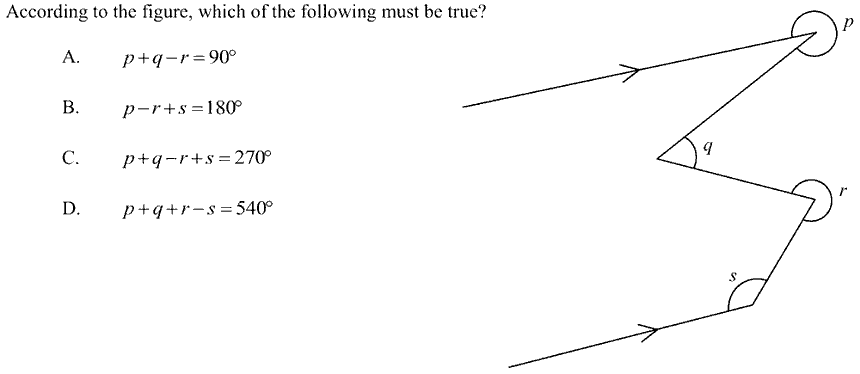 According to the figure, which of the following must be true?
A. p+q−r=90°
B. p−r+s=180°
C. p+q−r+s=270°
D. p+q+r−s=540°
p
q
r
s